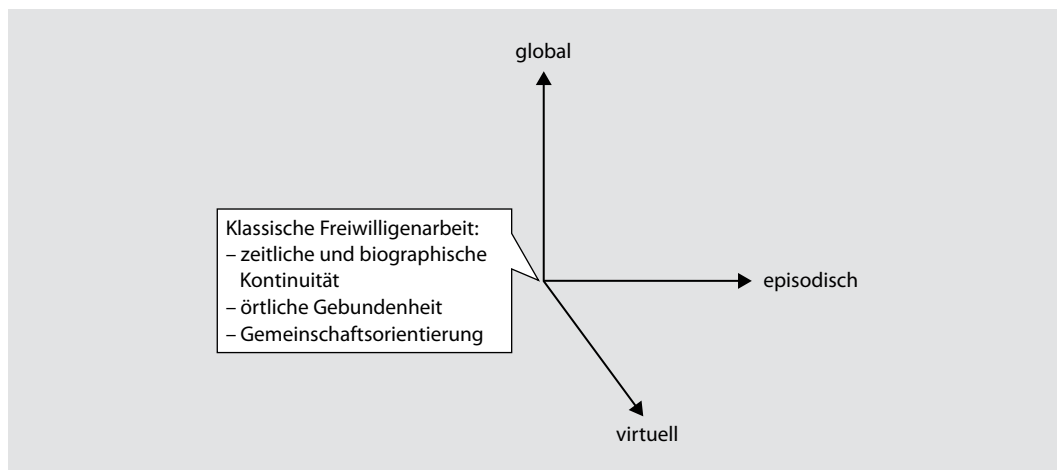 global
Klassische Freiwilligenarbeit:
– zeitliche und biographische
Kontinuität
– örtliche Gebundenheit
– Gemeinschaftsorientierung
episodisch
virtuell